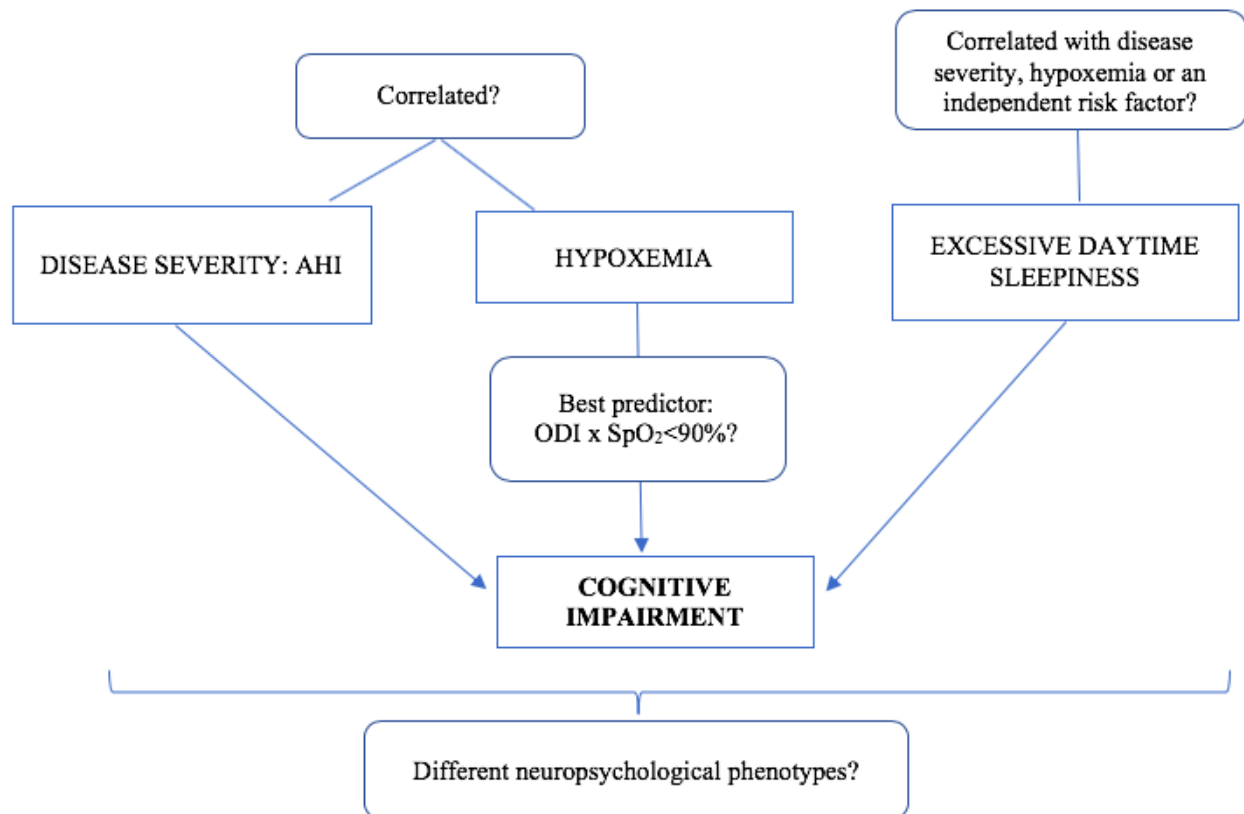 Correlated?
Correlated with disease
severity, hypoxemia or an
independent risk factor?
DISEASE SEVERITY: AHI
HYPOXEMIA
EXCESSIVE DAYTIME
SLEEPINESS
Best predictor:
ODI x SpO₂<90%?
COGNITIVE
IMPAIRMENT
Different neuropsychological phenotypes?